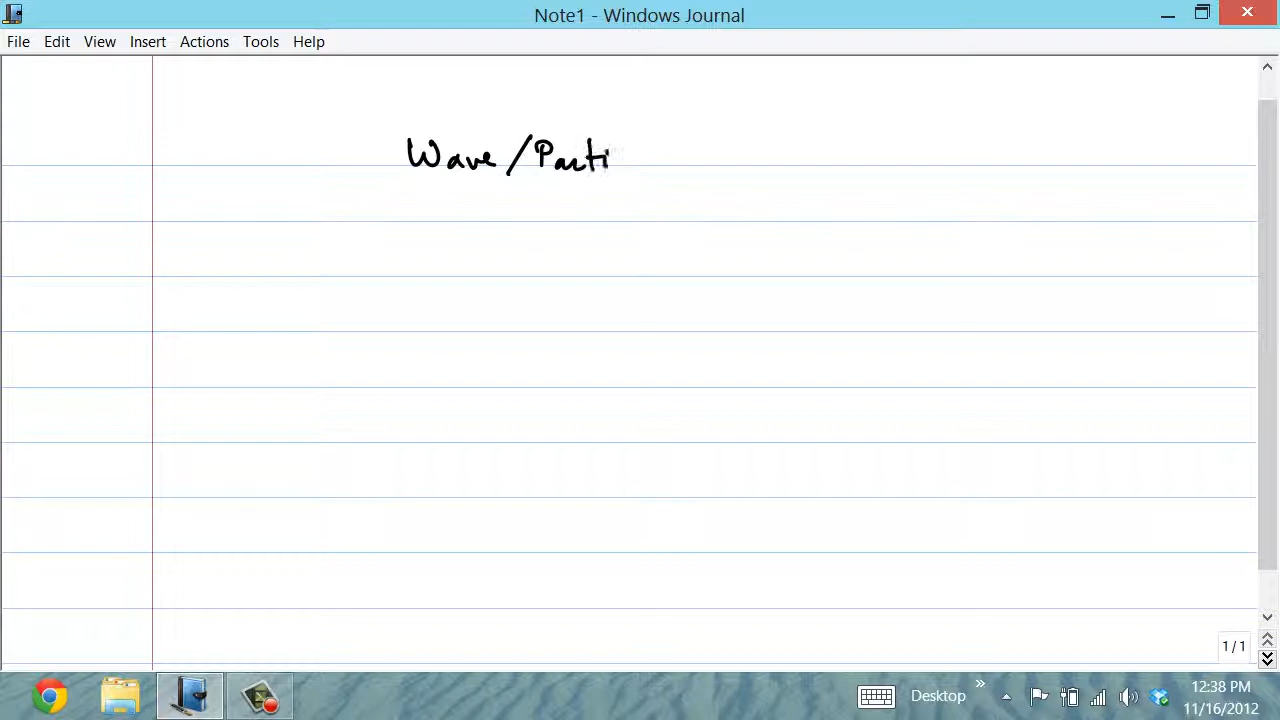 Note1 - Windows Journal
File Edit View Insert Actions Tools Help
Wave/Parti
1 / 1
Desktop
12:38 PM
11/16/2012